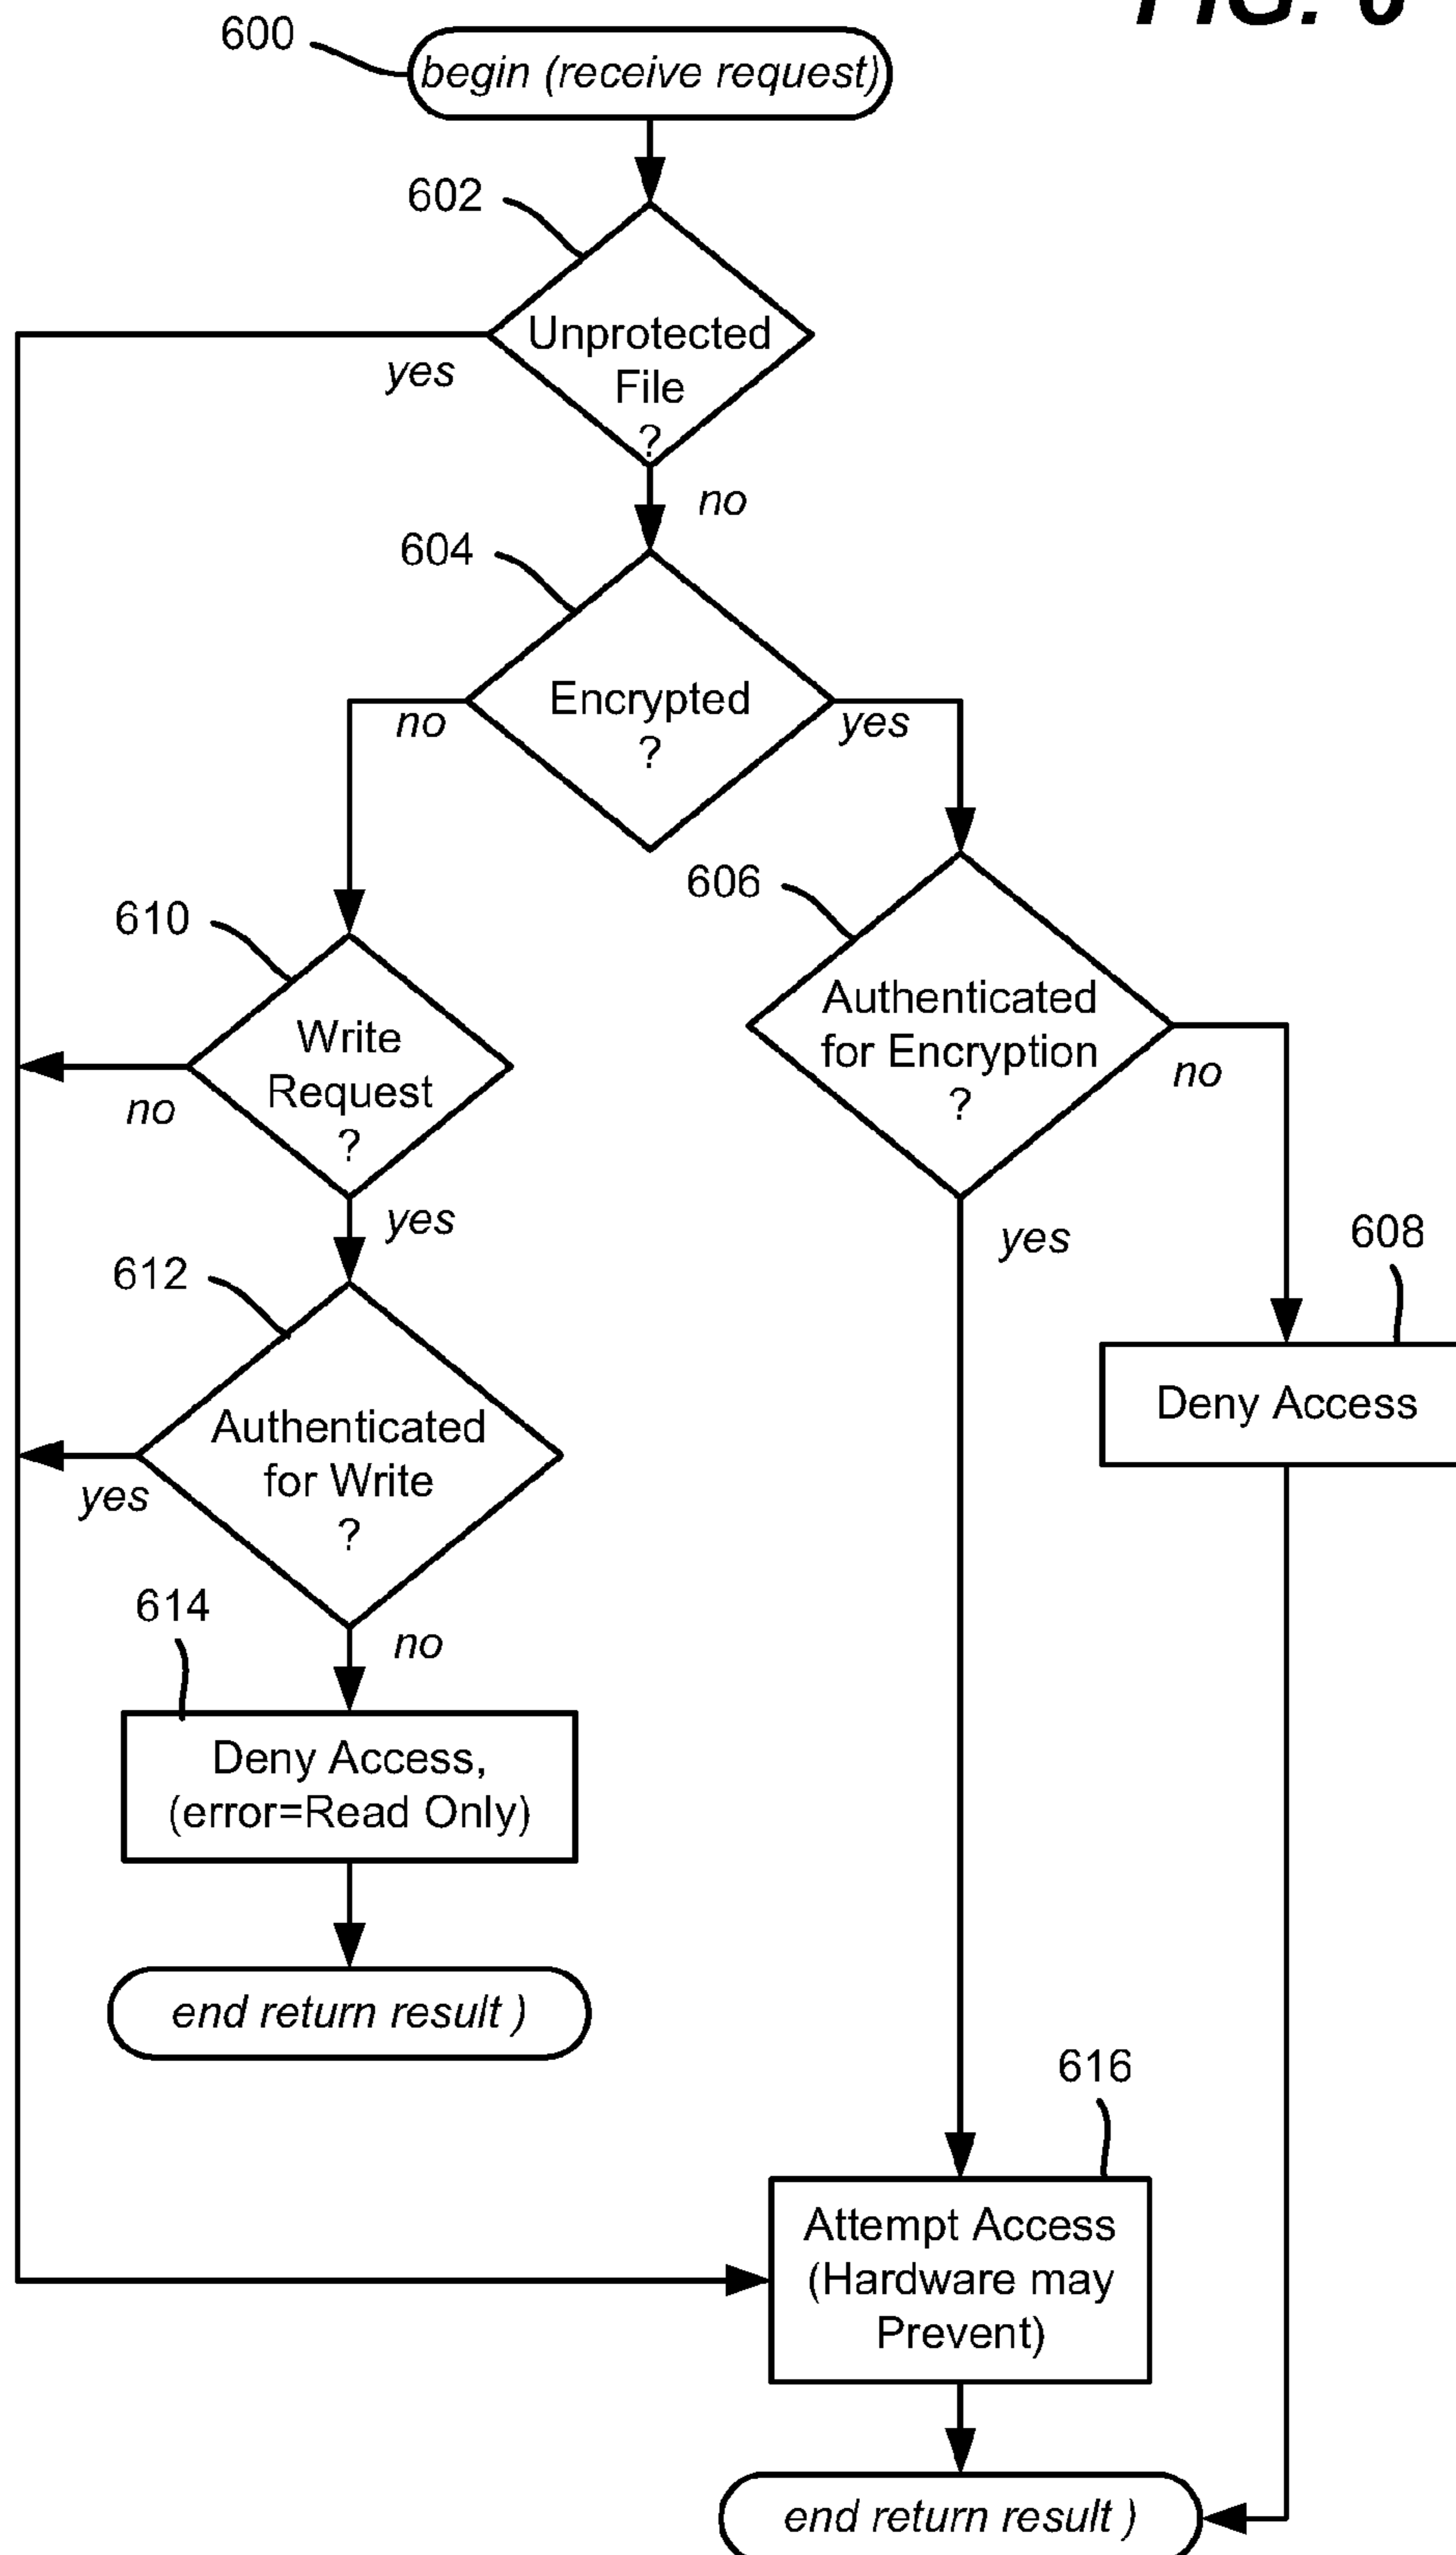 FIG. 6
600
begin (receive request)
602
Unprotected
File
?
yes
no
604
Encrypted
?
no
yes
606
610
Authenticated
for Encryption
?
Write
Request
?
no
no
yes
yes
608
612
Deny Access
Authenticated
for Write
?
yes
614
no
Deny Access,
(error=Read Only)
end return result )
616
Attempt Access
(Hardware may
Prevent)
end return result )